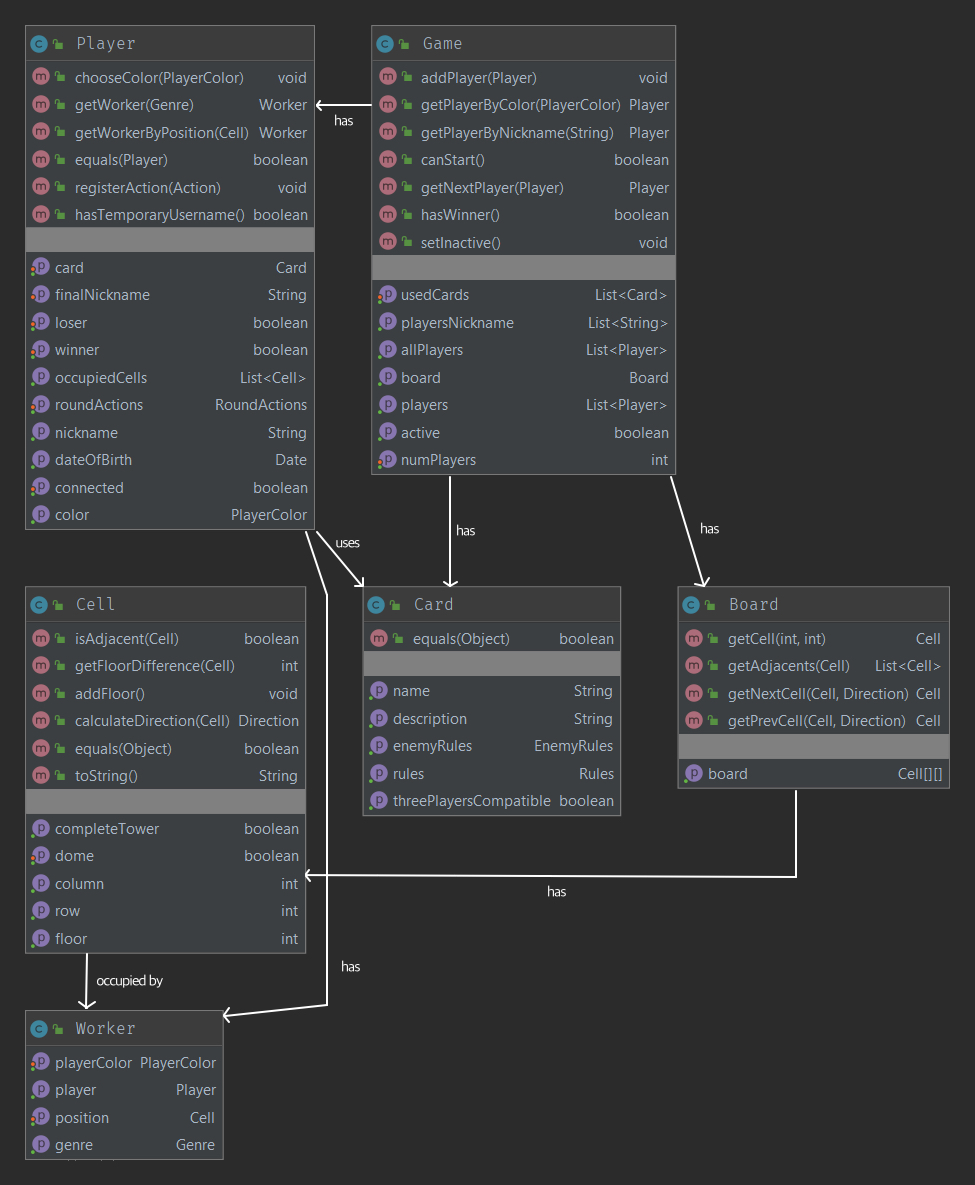 Player
chooseColor(PlayerColor) void
getWorker(Genre) Worker
getWorkerByPosition(Cell) Worker
equals(Player) boolean
registerAction(Action) void
hasTemporaryUsername() boolean
card Card
finalNickname String
loser boolean
winner boolean
occupiedCells List<Cell>
roundActions RoundActions
nickname String
dateOfBirth Date
connected boolean
color PlayerColor
has
Game
addPlayer(Player) void
getPlayerByColor(PlayerColor) Player
getPlayerByNickname(String) Player
canStart() boolean
getNextPlayer(Player) Player
hasWinner() boolean
setInactive() void
usedCards List<Card>
playersNickname List<String>
allPlayers List<Player>
board Board
players List<Player>
active boolean
numPlayers int
uses
has
has
Cell
isAdjacent(Cell) boolean
getFloorDifference(Cell) int
addFloor() void
calculateDirection(Cell) Direction
equals(Object) boolean
toString() String
completeTower boolean
dome boolean
column int
row int
floor int
Card
equals(Object) boolean
name String
description String
enemyRules EnemyRules
rules Rules
threePlayersCompatible boolean
Board
getCell(int, int) Cell
getAdjacents(Cell) List<Cell>
getNextCell(Cell, Direction) Cell
getPrevCell(Cell, Direction) Cell
board Cell[][]
has
has
occupied by
Worker
playerColor PlayerColor
player Player
position Cell
genre Genre